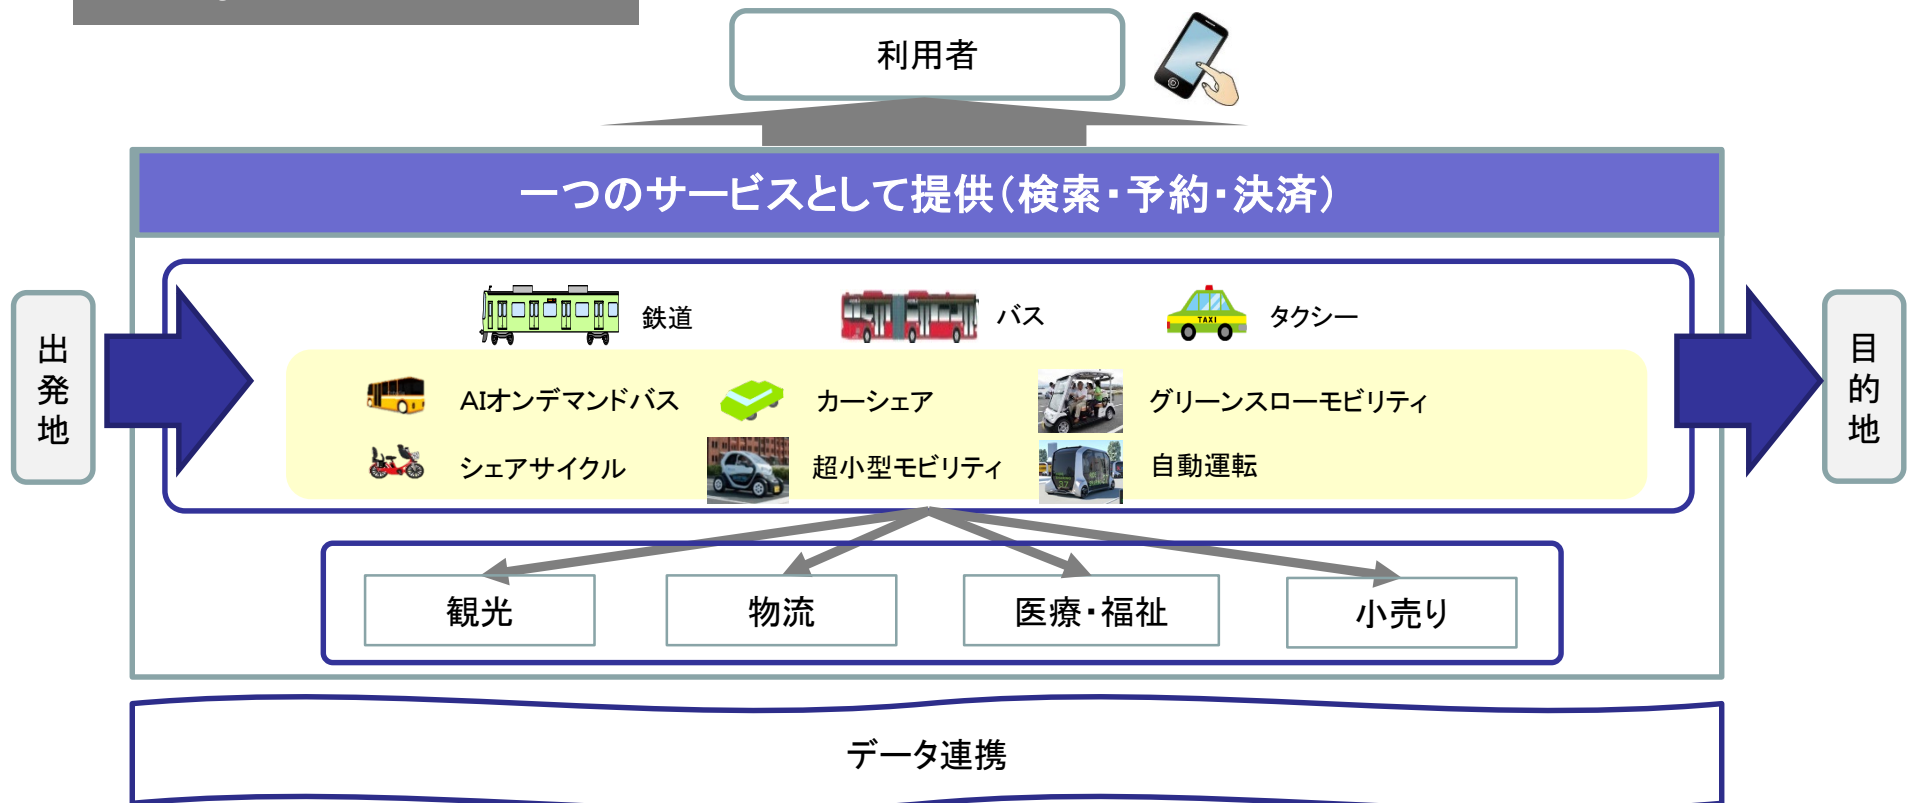 利用者
一つのサービスとして提供（検索・予約・決済）
出発地
鉄道
バス
タクシー
TAXI
AIオンデマンドバス
カーシェア
グリーンスローモビリティ
シェアサイクル
超小型モビリティ
自動運転
目的地
観光
物流
医療・福祉
小売り
データ連携